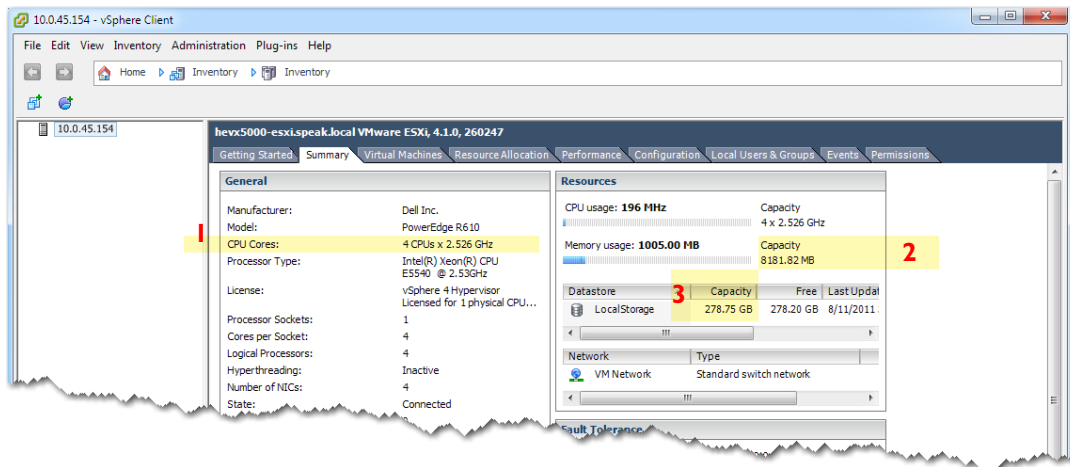 10.0.45.154 - vSphere Client
File Edit View Inventory Administration Plug-ins Help
Home Inventory Inventory
10.0.45.154
hevx5000-esxi.speak.local VMware ESXi, 4.1.0, 260247
Getting Started Summary Virtual Machines Resource Allocation Performance Configuration Local Users & Groups Events Permissions
General
Manufacturer: Dell Inc.
Model: PowerEdge R610
1
CPU Cores: 4 CPUs x 2.526 GHz
Processor Type: Intel(R) Xeon(R) CPU
E5540 @ 2.53GHz
License: vSphere 4 Hypervisor
Licensed for 1 physical CPU...
Processor Sockets: 1
Cores per Socket: 4
Logical Processors: 4
Hyperthreading: Inactive
Number of NICs: 4
State: Connected
Resources
CPU usage: 196 MHz Capacity
4 x 2.526 GHz
Memory usage: 1005.00 MB Capacity
8181.82 MB
2
3
Datastore Capacity Free Last Updat
LocalStorage 278.75 GB 278.20 GB 8/11/2011
Network Type
VM Network Standard switch network
Fault Tolerance